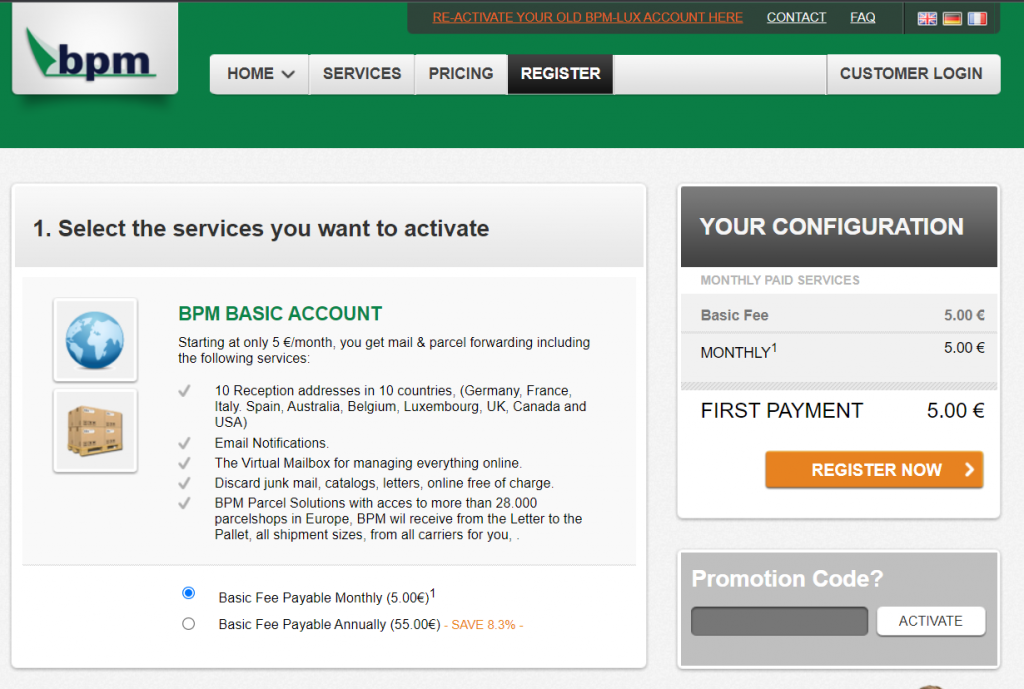 RE-ACTIVATE YOUR OLD BPM-LUX ACCOUNT HERE CONTACT FAQ
bpm
HOME SERVICES PRICING REGISTER CUSTOMER LOGIN
1. Select the services you want to activate
BPM BASIC ACCOUNT
Starting at only 5 €/month, you get mail & parcel forwarding including
the following services:
10 Reception addresses in 10 countries, (Germany, France,
Italy. Spain, Australia, Belgium, Luxembourg, UK, Canada and
USA)
Email Notifications.
The Virtual Mailbox for managing everything online.
Discard junk mail, catalogs, letters, online free of charge.
BPM Parcel Solutions with acces to more than 28.000
parcelshops in Europe, BPM wil receive from the Letter to the
Pallet, all shipment sizes, from all carriers for you, .
Basic Fee Payable Monthly (5.00€)1
Basic Fee Payable Annually (55.00€) - SAVE 8.3% -
YOUR CONFIGURATION
MONTHLY PAID SERVICES
Basic Fee 5.00 €
MONTHLY1 5.00 €
FIRST PAYMENT 5.00 €
REGISTER NOW
Promotion Code?
ACTIVATE